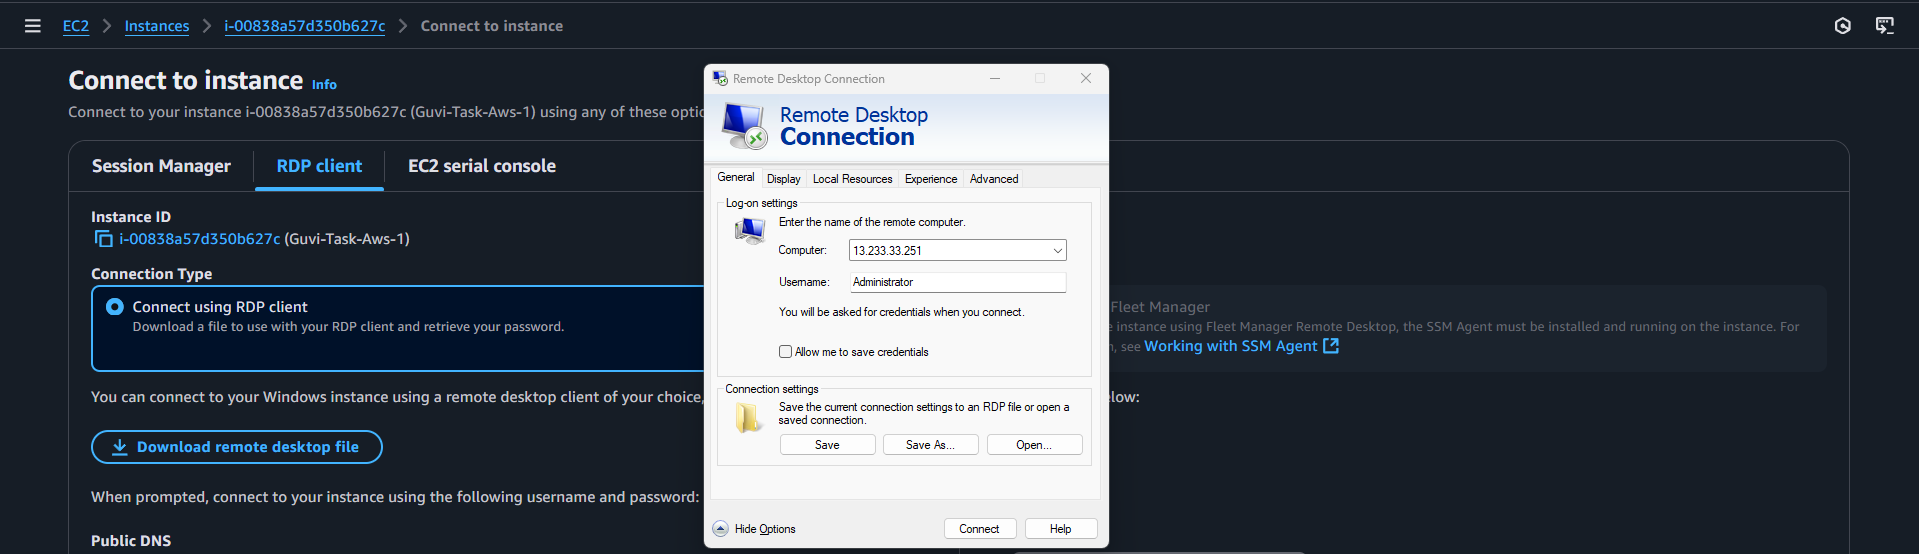 EC2 > Instances > i-00838a57d350b627c > Connect to instance
Connect to instance Info
Connect to your instance i-00838a57d350b627c (Guvi-Task-Aws-1) using any of these
Session Manager
RDP client
EC2 serial console
Instance ID
i-00838a57d350b627c (Guvi-Task-Aws-1)
Connection Type
Connect using RDP client
Download a file to use with your RDP client and retrieve your password.
Fleet Manager
instance using Fleet Manager Remote Desktop, the SSM Agent must be installed and running on the instance. For
, see Working with SSM Agent
You can connect to your Windows instance using a remote desktop client of your choice,
Download remote desktop file
When prompted, connect to your instance using the following username and password:
Public DNS
Remote Desktop Connection
Remote Desktop
Connection
General
Display
Local Resources
Experience
Advanced
Log-on settings
Enter the name of the remote computer.
Computer: 13.233.33.251
Username: Administrator
You will be asked for credentials when you connect.
Allow me to save credentials
Connection settings
Save the current connection settings to an RDP file or open a
saved connection.
Save
Save As...
Open...
Hide Options
Connect
Help